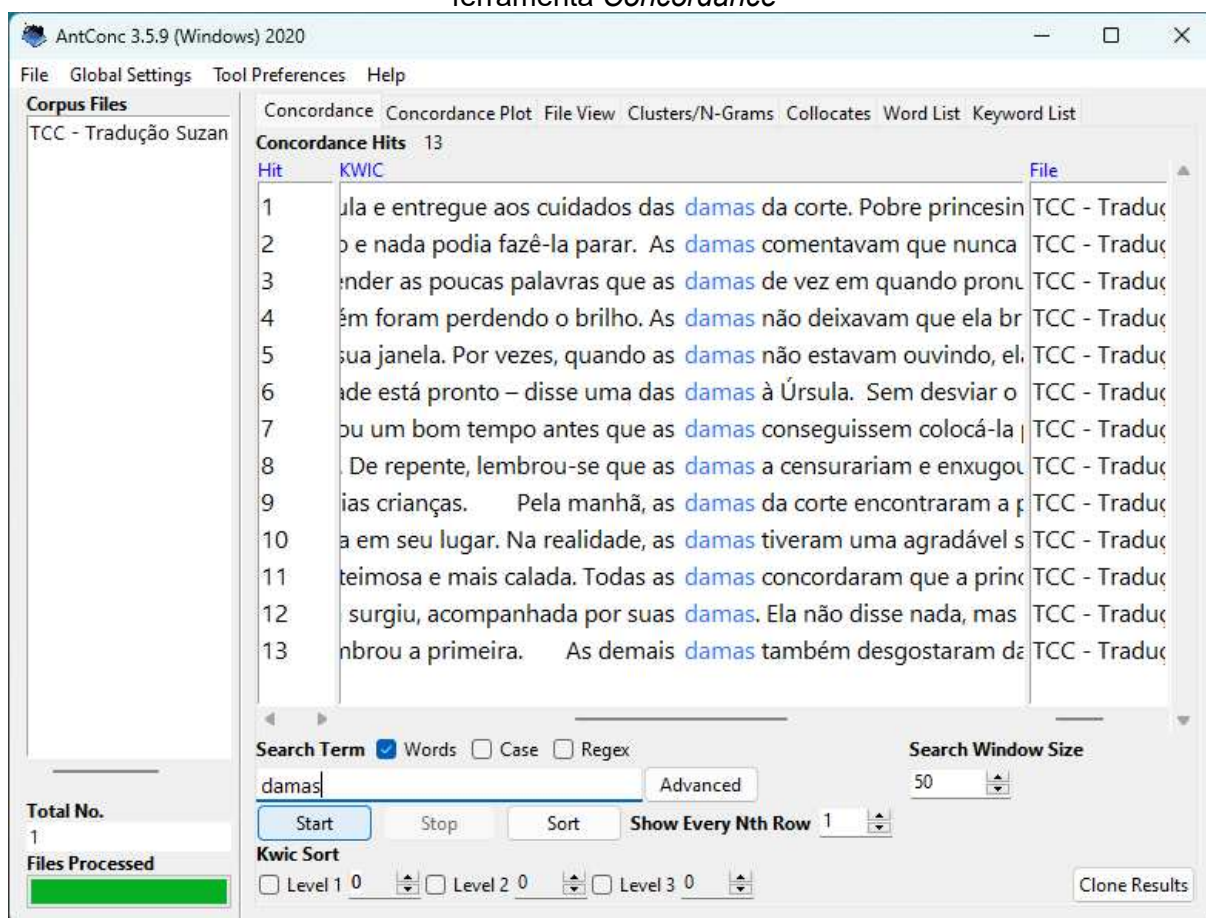 ferramenta Concordance
AntConc 3.5.9 (Windows) 2020
File Global Settings Tool Preferences Help
Corpus Files
TCC - Tradução Suzan
Concordance Concordance Plot File View Clusters/N-Grams Collocates Word List Keyword List
Concordance Hits 13
Hit KWIC File
1 ula e entregue aos cuidados das damas da corte. Pobre princesin TCC - Traduç
2 o e nada podia fazê-la parar. As damas comentavam que nunca TCC - Traduç
3 ender as poucas palavras que as damas de vez em quando pronu TCC - Traduç
4 ém foram perdendo o brilho. As damas não deixavam que ela br TCC - Traduç
5 sua janela. Por vezes, quando as damas não estavam ouvindo, el TCC - Traduç
6 ade está pronto – disse uma das damas à Úrsula. Sem desviar o TCC - Traduç
7 ou um bom tempo antes que as damas conseguissem colocá-la TCC - Traduç
8 . De repente, lembrou-se que as damas a censurariam e enxugou TCC - Traduç
9 ias crianças. Pela manhã, as damas da corte encontraram a p TCC - Traduç
10 a em seu lugar. Na realidade, as damas tiveram uma agradável s TCC - Traduç
11 teimosa e mais calada. Todas as damas concordaram que a princ TCC - Traduç
12 surgiu, acompanhada por suas damas. Ela não disse nada, mas TCC - Traduç
13 mbrou a primeira. As demais damas também desgostaram da TCC - Traduç
Search Term Words Case Regex Search Window Size
damas Advanced 50
Total No.
1
Start Stop Sort Show Every Nth Row 1
Files Processed
Kwic Sort
Level 1 0 Level 2 0 Level 3 0 Clone Results